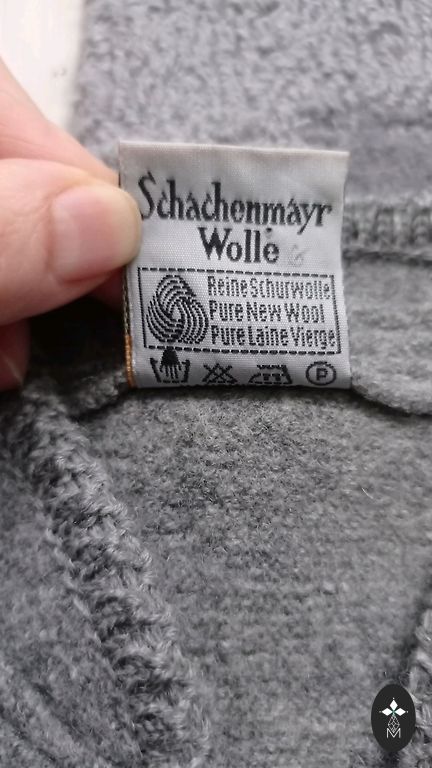 Schachenmayr
Wolle
Reine Schurwolle
Pure New Wool
Pure Laine Vierge
P
M